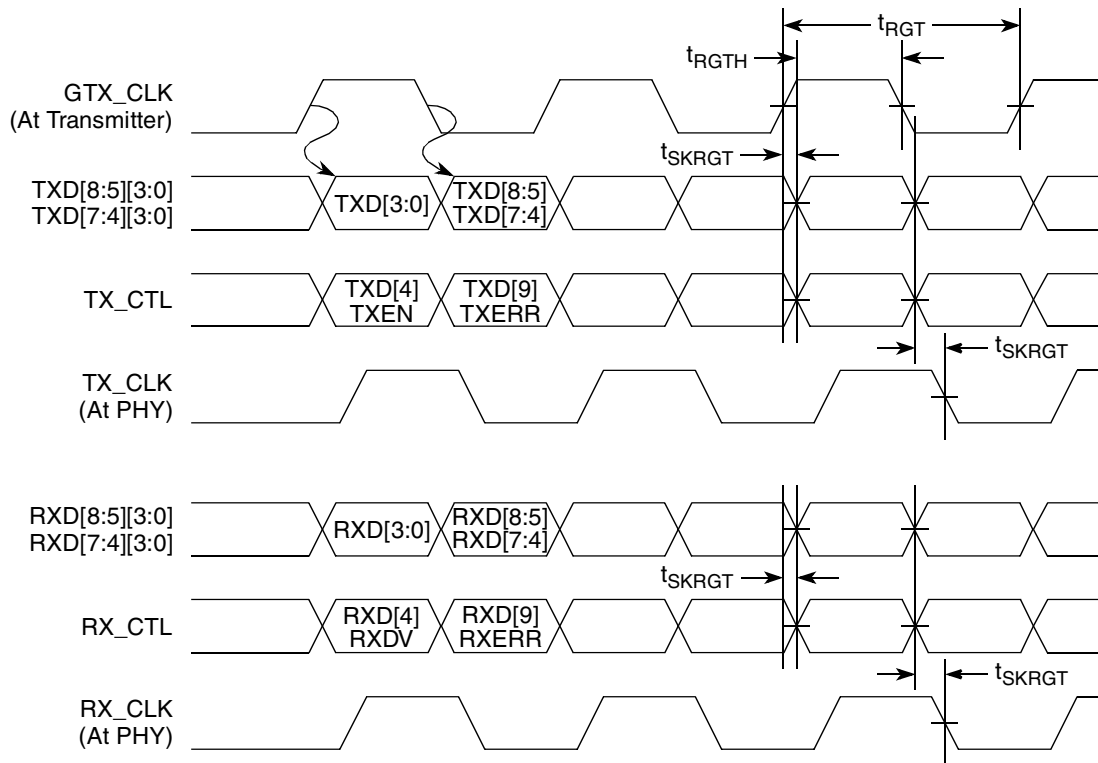 tRGT
tRGTH
GTX_CLK
(At Transmitter)
tSKRGT
TXD[8:5][3:0]
TXD[7:4][3:0]
TXD[3:0]
TXD[8:5]
TXD[7:4]
TX_CTL
TXD[4]
TXEN
TXD[9]
TXERR
tSKRGT
TX_CLK
(At PHY)
RXD[8:5][3:0]
RXD[7:4][3:0]
RXD[3:0]
RXD[8:5]
RXD[7:4]
tSKRGT
RX_CTL
RXD[4]
RXDV
RXD[9]
RXERR
tSKRGT
RX_CLK
(At PHY)